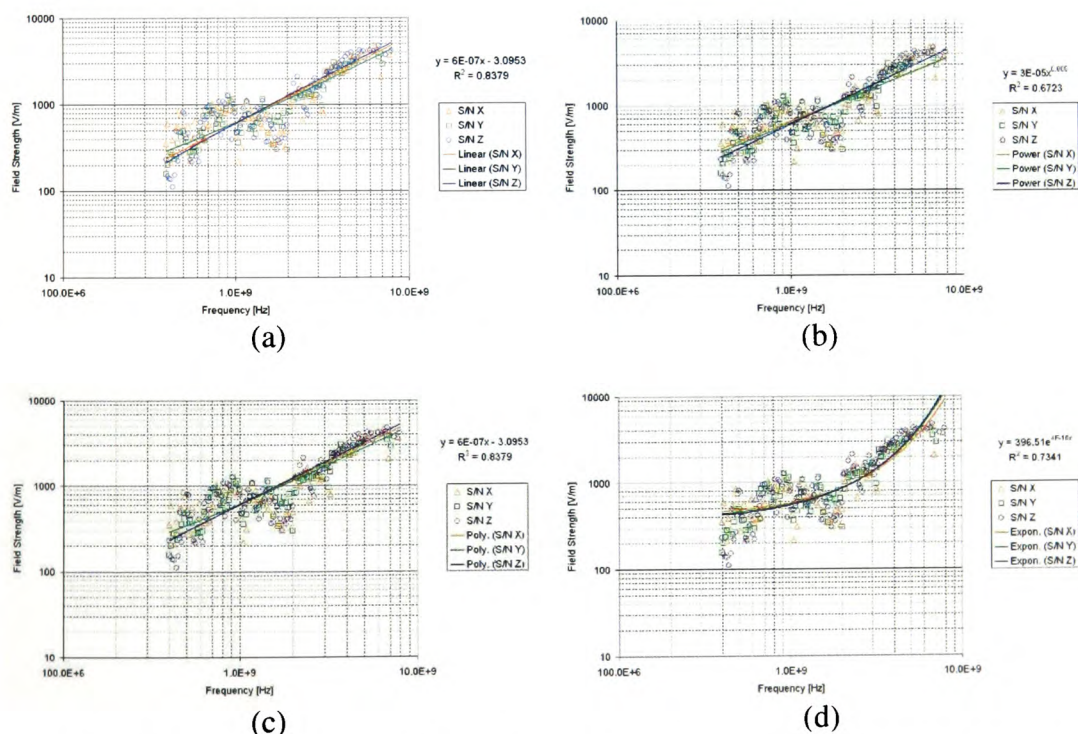 10000
1000
100
10
Field Strength [V/m]
100.0E+6
1.0E+9
10.0E+9
Frequency [Hz]
y = 6E-07x - 3.0953
R² = 0.8379
S/N X
S/N Y
S/N Z
Linear (S/N X)
Linear (S/N Y)
Linear (S/N Z)
(a)
10000
1000
100
10
Field Strength [V/m]
100.0E+6
1.0E+9
10.0E+9
Frequency [Hz]
R² = 0.6723
S/N X
S/N Y
S/N Z
Power (S/N X)
Power (S/N Y)
Power (S/N Z)
(b)
10000
1000
100
10
Field Strength [V/m]
100.0E+6
1.0E+9
10.0E+9
Frequency [Hz]
y = 6E-07x - 3.0953
R² = 0.8379
S/N X
S/N Y
S/N Z
Poly. (S/N X)
Poly. (S/N Y)
Poly. (S/N Z)
(c)
10000
1000
100
10
Field Strength [V/m]
100.0E+6
1.0E+9
10.0E+9
Frequency [Hz]
R² = 0.7341
S/N X
S/N Y
S/N Z
Expon. (S/N X)
Expon. (S/N Y)
Expon. (S/N Z)
(d)